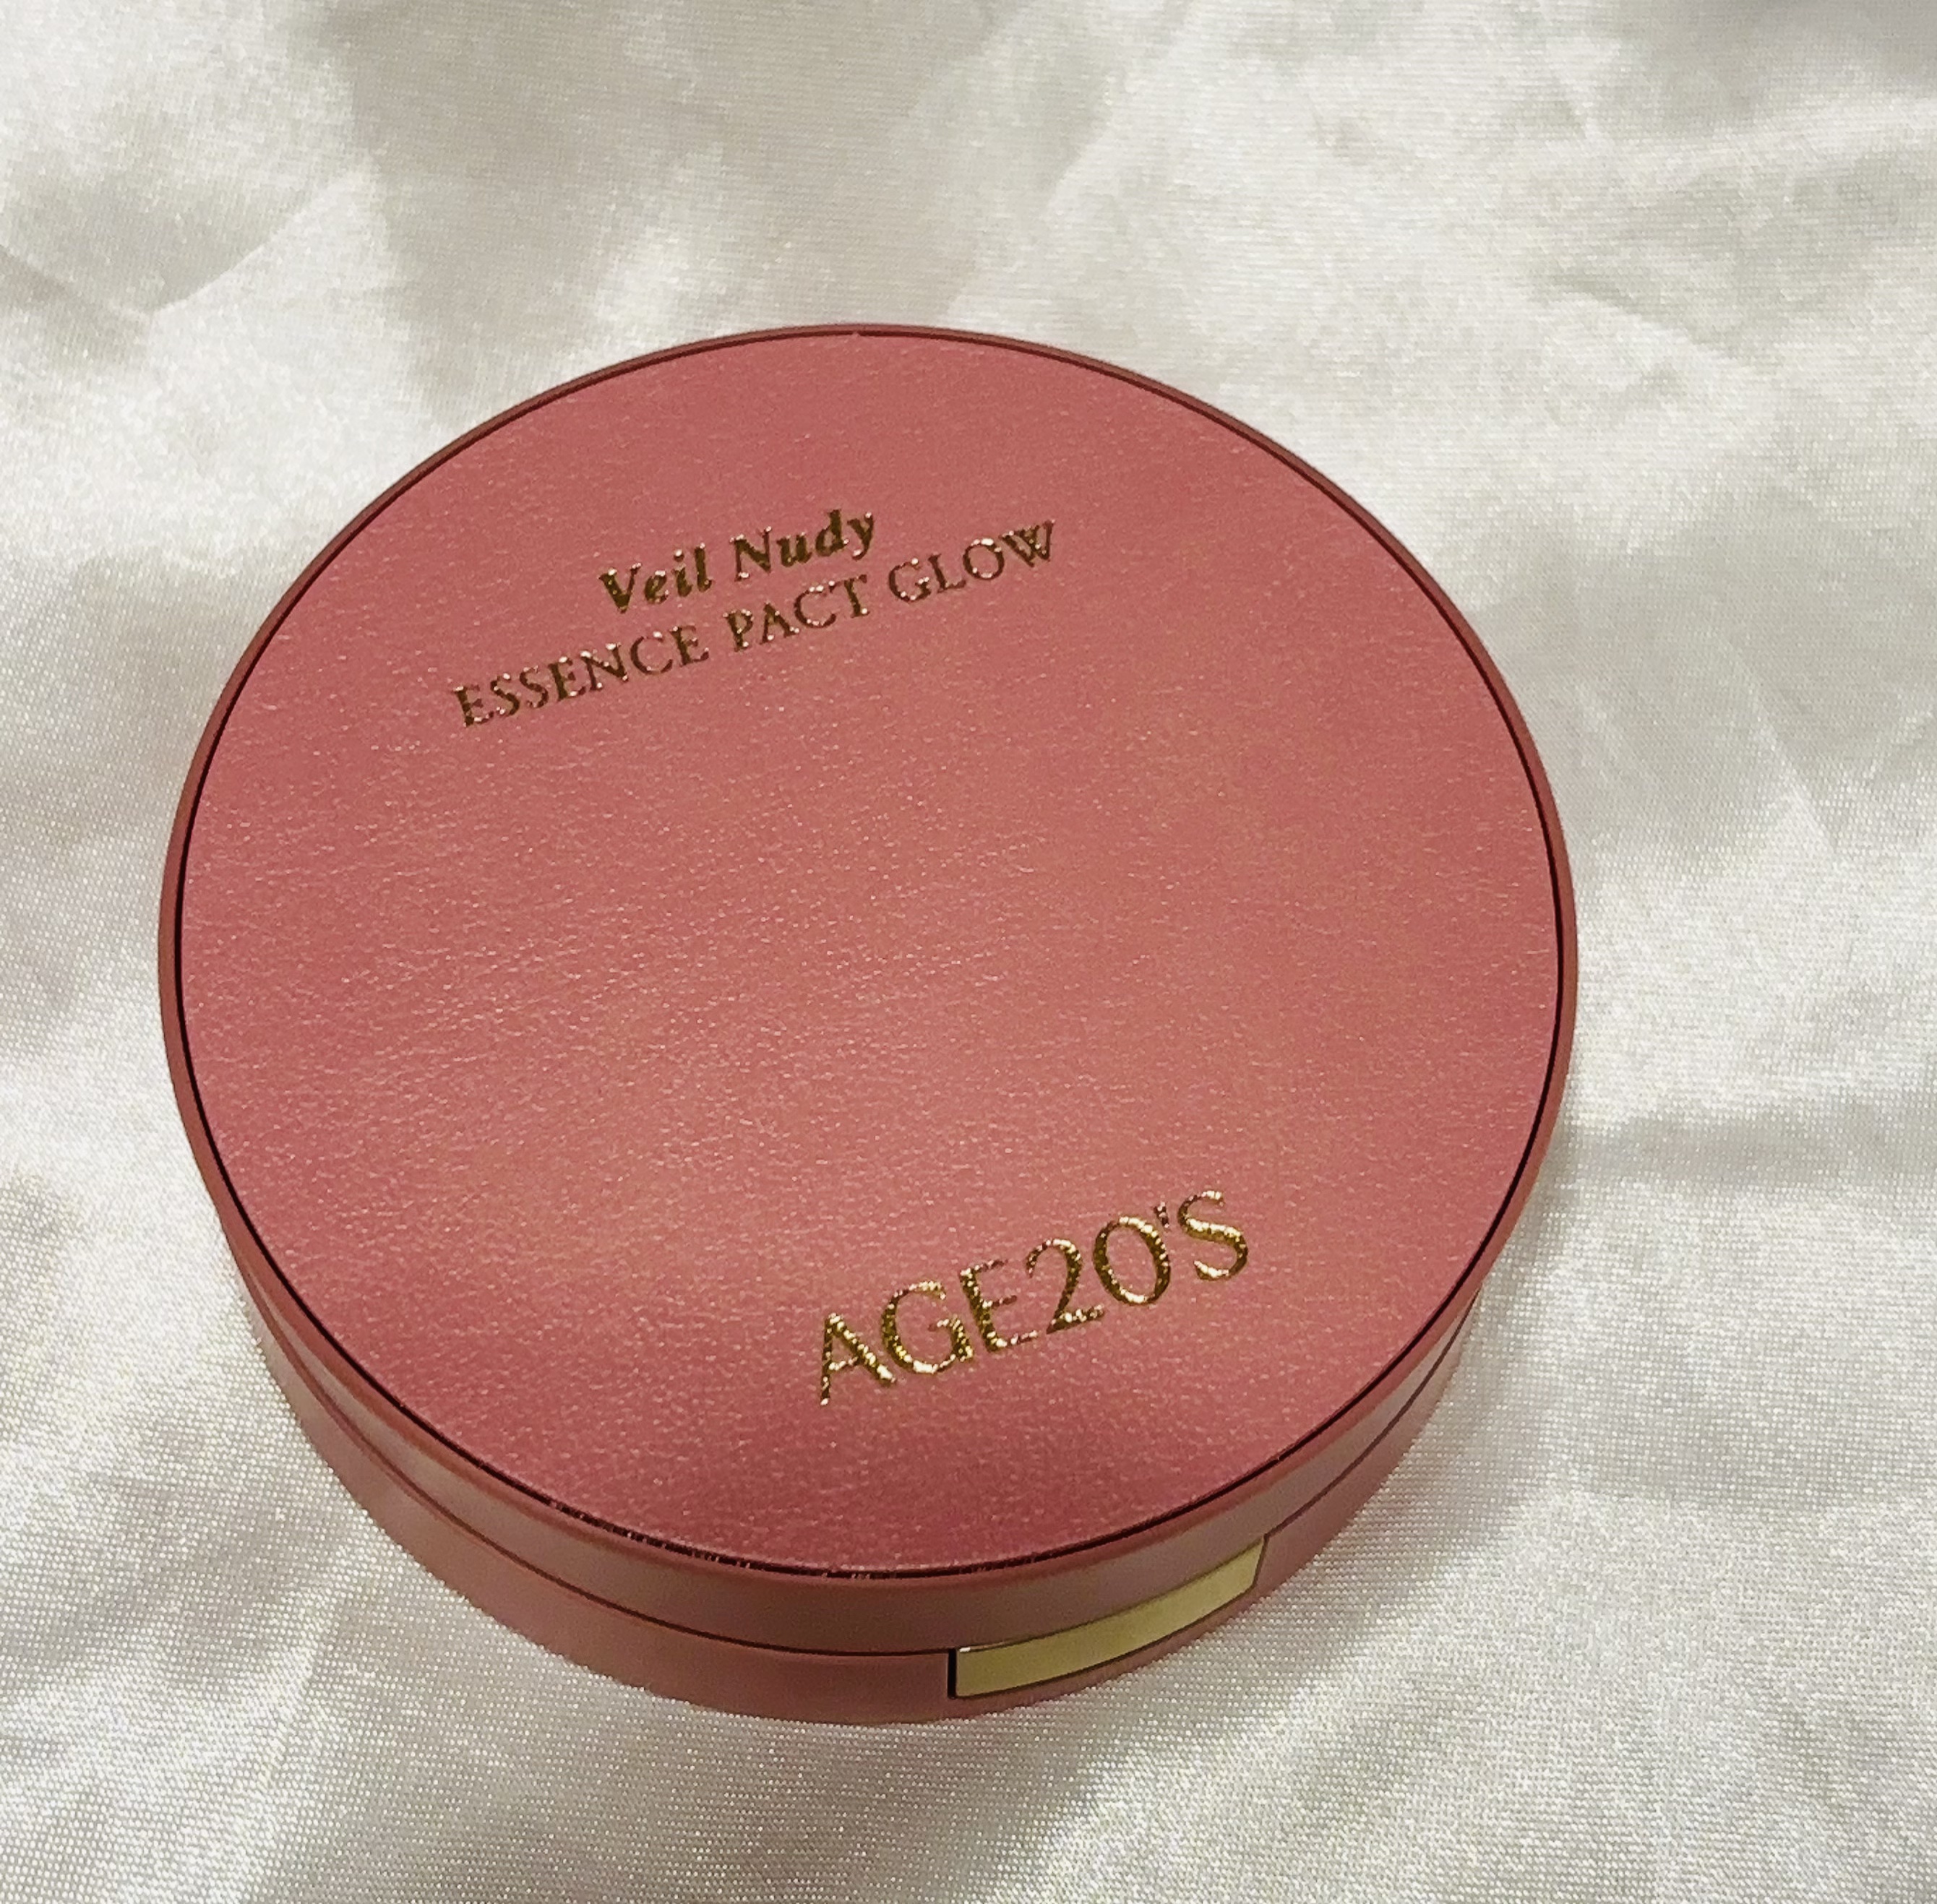 Veil Nudy
ESSENCE PACT GLOW
AGE20'S